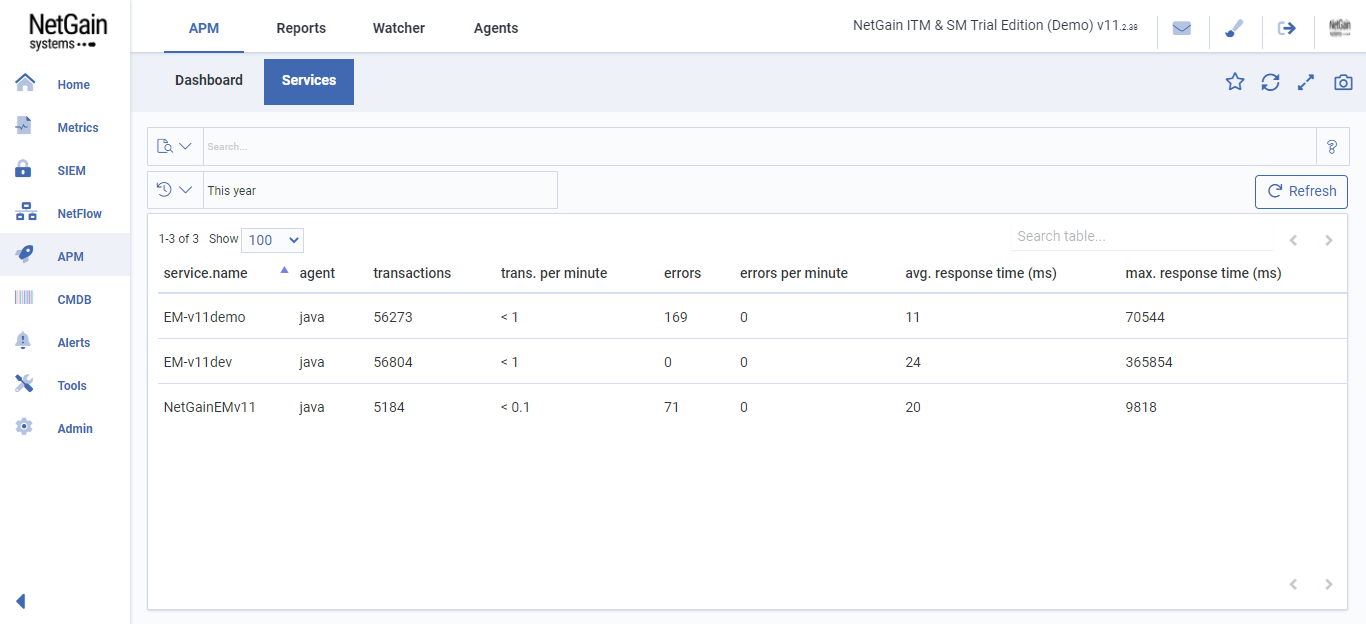 NetGain
systems
APM Reports Watcher Agents
NetGain ITM & SM Trial Edition (Demo) v11.2.38
NetGain
Dashboard Services
Home
Metrics
SIEM
NetFlow
APM
CMDB
Alerts
Tools
Admin
Search...
This year
Refresh
1-3 of 3 Show 100
Search table...
service.name agent transactions trans. per minute errors errors per minute avg. response time (ms) max. response time (ms)
EM-v11demo java 56273 < 1 169 0 11 70544
EM-v11dev java 56804 < 1 0 0 24 365854
NetGainEMv11 java 5184 < 0.1 71 0 20 9818